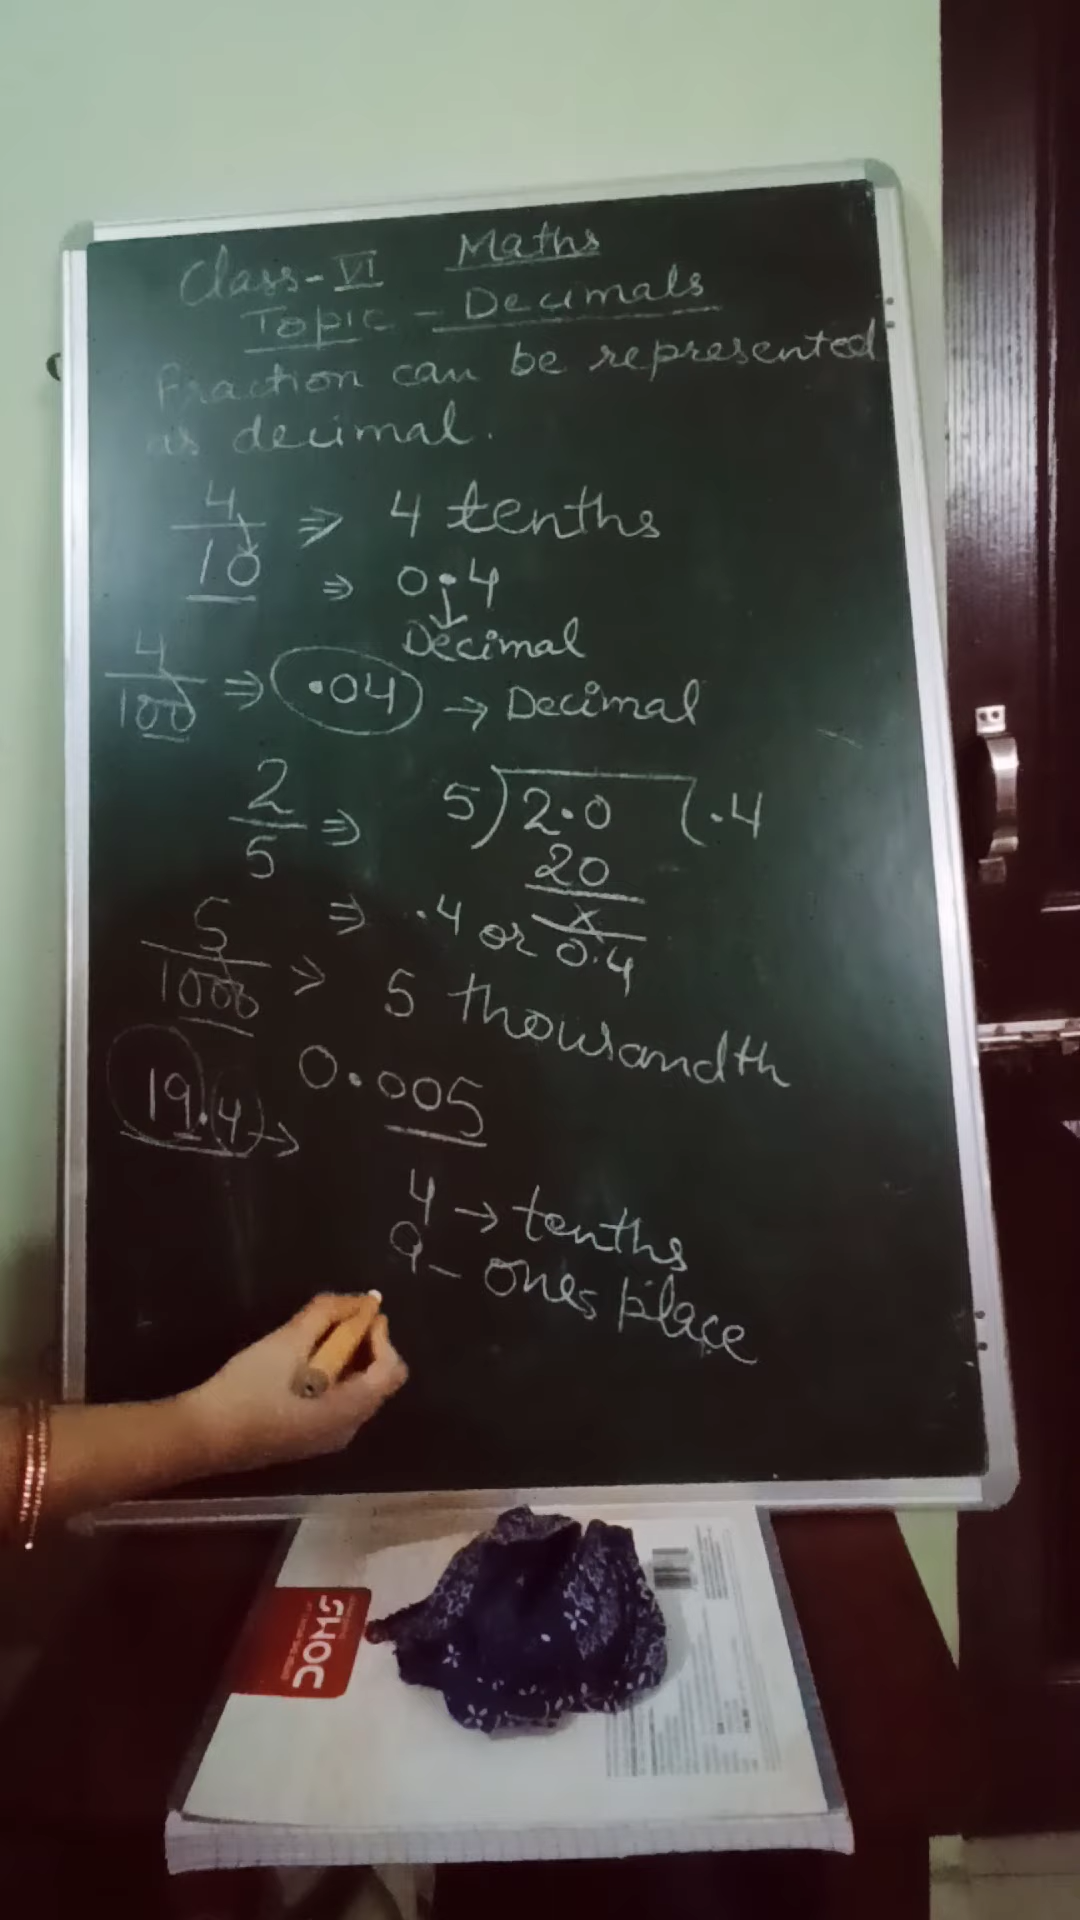 Maths
Class-VI
Topic - Decimals
Fraction can be represented
as decimal.
4/10 ⇒ 4 tenths
⇒ 0.4
↓
Decimal
4/100 ⇒ .04 → Decimal
2/5 ⇒ 5)2.0(.4
20
x
⇒ .4 or 0.4
5/1000 > 5 thousandth
0.005
19.4 →
4 → tenths
9 - ones place
DOMS